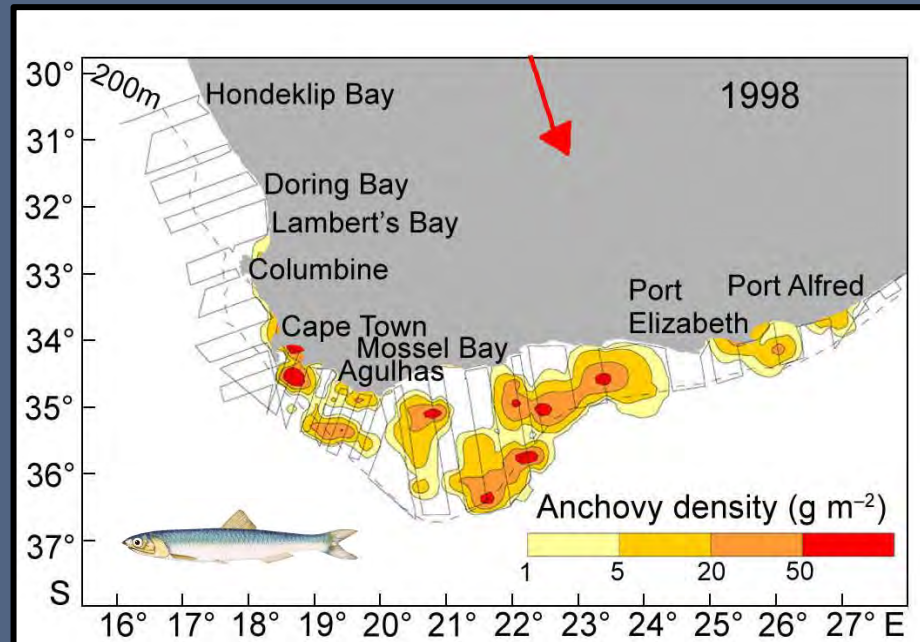 30°
31°
32°
33°
34°
35°
36°
37°
S
200m
Hondeklip Bay
1998
Doring Bay
Lambert's Bay
Columbine
Port
Elizabeth
Port Alfred
Cape Town
Mossel Bay
Agulhas
Anchovy density (g m⁻²)
1 5 20 50
16° 17° 18° 19° 20° 21° 22° 23° 24° 25° 26° 27° E